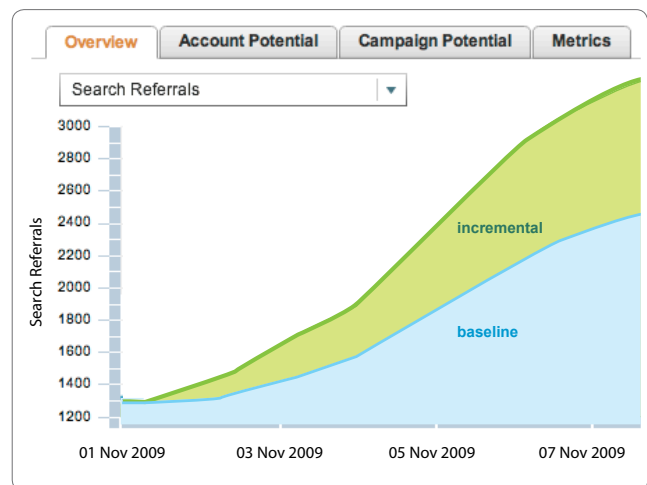 Overview Account Potential Campaign Potential Metrics
Search Referrals
3000
2800
2600
2400
2200
2000
1800
1600
1400
1200
Search Referrals
incremental
baseline
01 Nov 2009 03 Nov 2009 05 Nov 2009 07 Nov 2009